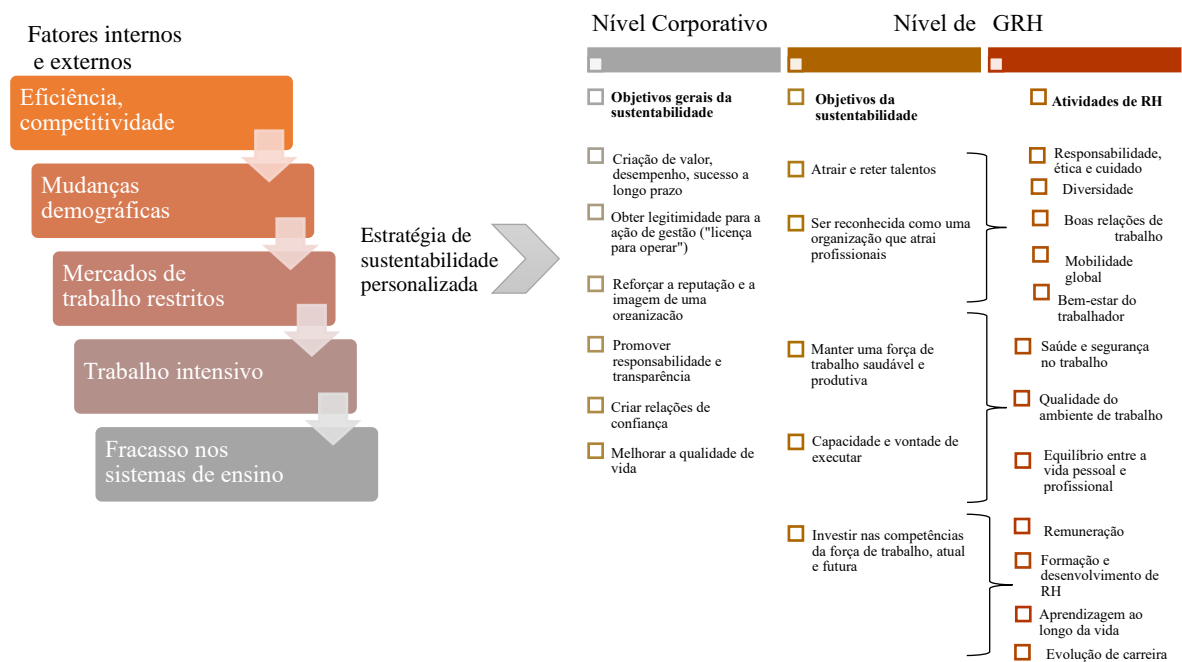 Fatores internos
e externos
Eficiência,
competitividade
Mudanças
demográficas
Mercados de
trabalho restritos
Trabalho intensivo
Fracasso nos
sistemas de ensino
Estratégia de
sustentabilidade
personalizada
Nível Corporativo
Objetivos gerais da
sustentabilidade
Criação de valor,
desempenho, sucesso a
longo prazo
Obter legitimidade para a
ação de gestão ("licença
para operar")
Reforçar a reputação e a
imagem de uma
organização
Promover
responsabilidade e
transparência
Criar relações de
confiança
Melhorar a qualidade de
vida
Nível de GRH
Objetivos da
sustentabilidade
Atrair e reter talentos
Ser reconhecida como uma
organização que atrai
profissionais
Manter uma força de
trabalho saudável e
produtiva
Capacidade e vontade de
executar
Investir nas competências
da força de trabalho, atual
e futura
Atividades de RH
Responsabilidade,
ética e cuidado
Diversidade
Boas relações de
trabalho
Mobilidade
global
Bem-estar do
trabalhador
Saúde e segurança
no trabalho
Qualidade do
ambiente de trabalho
Equilíbrio entre a
vida pessoal e
profissional
Remuneração
Formação e
desenvolvimento de
RH
Aprendizagem ao
longo da vida
Evolução de carreira